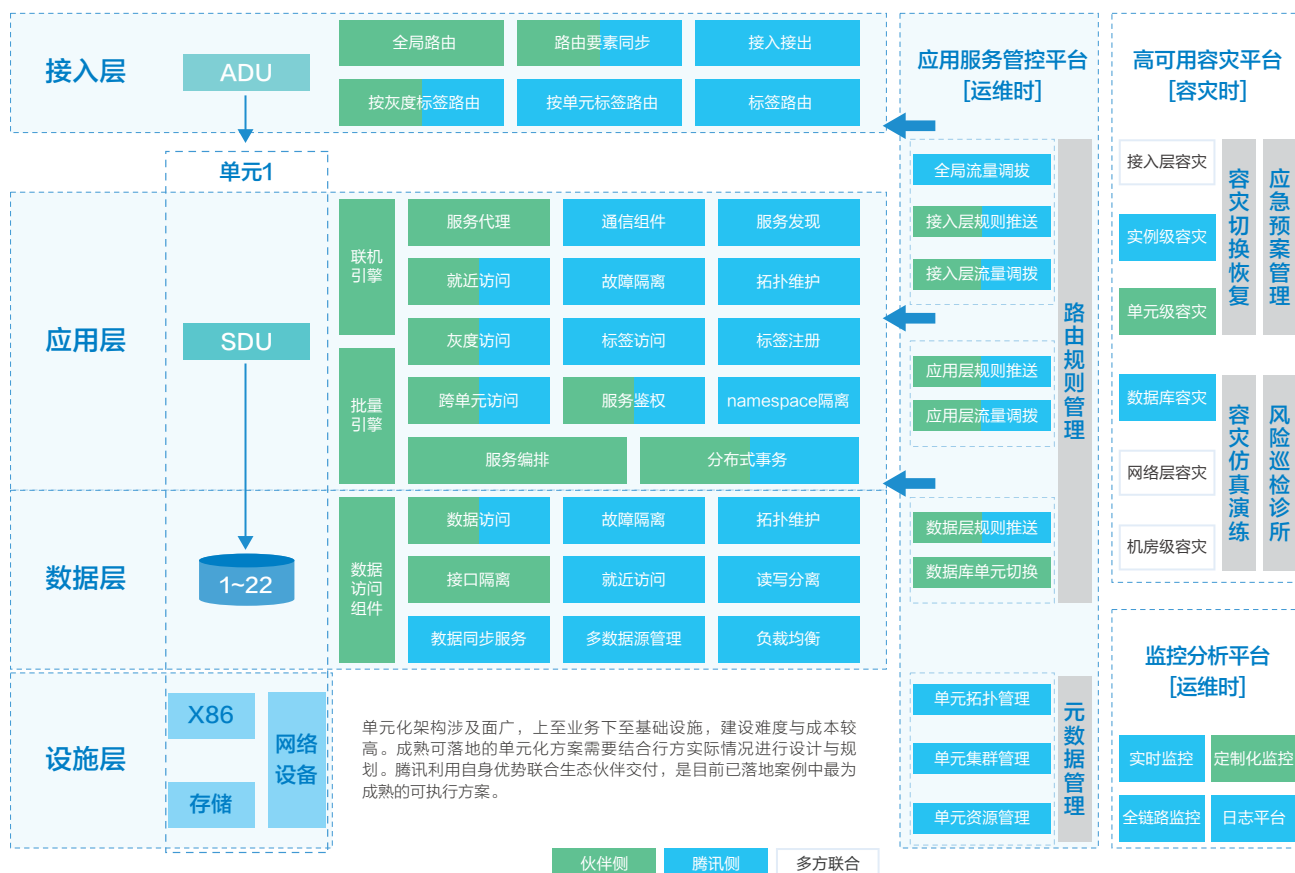 接入层
ADU
全局路由
路由要素同步
接入接出
按灰度标签路由
按单元标签路由
标签路由
单元1
应用层
SDU
联机
引擎
批量
引擎
服务代理
通信组件
服务发现
就近访问
故障隔离
拓扑维护
灰度访问
标签访问
标签注册
跨单元访问
服务鉴权
namespace隔离
服务编排
分布式事务
数据层
1~22
数据
访问
组件
数据访问
故障隔离
拓扑维护
接口隔离
就近访问
读写分离
教据同步服务
多数据源管理
负裁均衡
设施层
X86
存储
网络
设备
单元化架构涉及面广，上至业务下至基础设施，建设难度与成本较
高。成熟可落地的单元化方案需要结合行方实际情况进行设计与规
划。腾讯利用自身优势联合生态伙伴交付，是目前已落地案例中最为
成熟的可执行方案。
伙伴侧
腾讯侧
多方联合
应用服务管控平台
[运维时]
全局流量调拨
接入层规则推送
接入层流量调拨
应用层规则推送
应用层流量调拨
数据层规则推送
数据库单元切换
路由规则管理
单元拓扑管理
单元集群管理
单元资源管理
元数据管理
高可用容灾平台
[容灾时]
接入层容灾
实例级容灾
单元级容灾
数据库容灾
网络层容灾
机房级容灾
容灾切换恢复
应急预案管理
容灾仿真演练
风险巡检诊所
监控分析平台
[运维时]
实时监控
定制化监控
全链路监控
日志平台